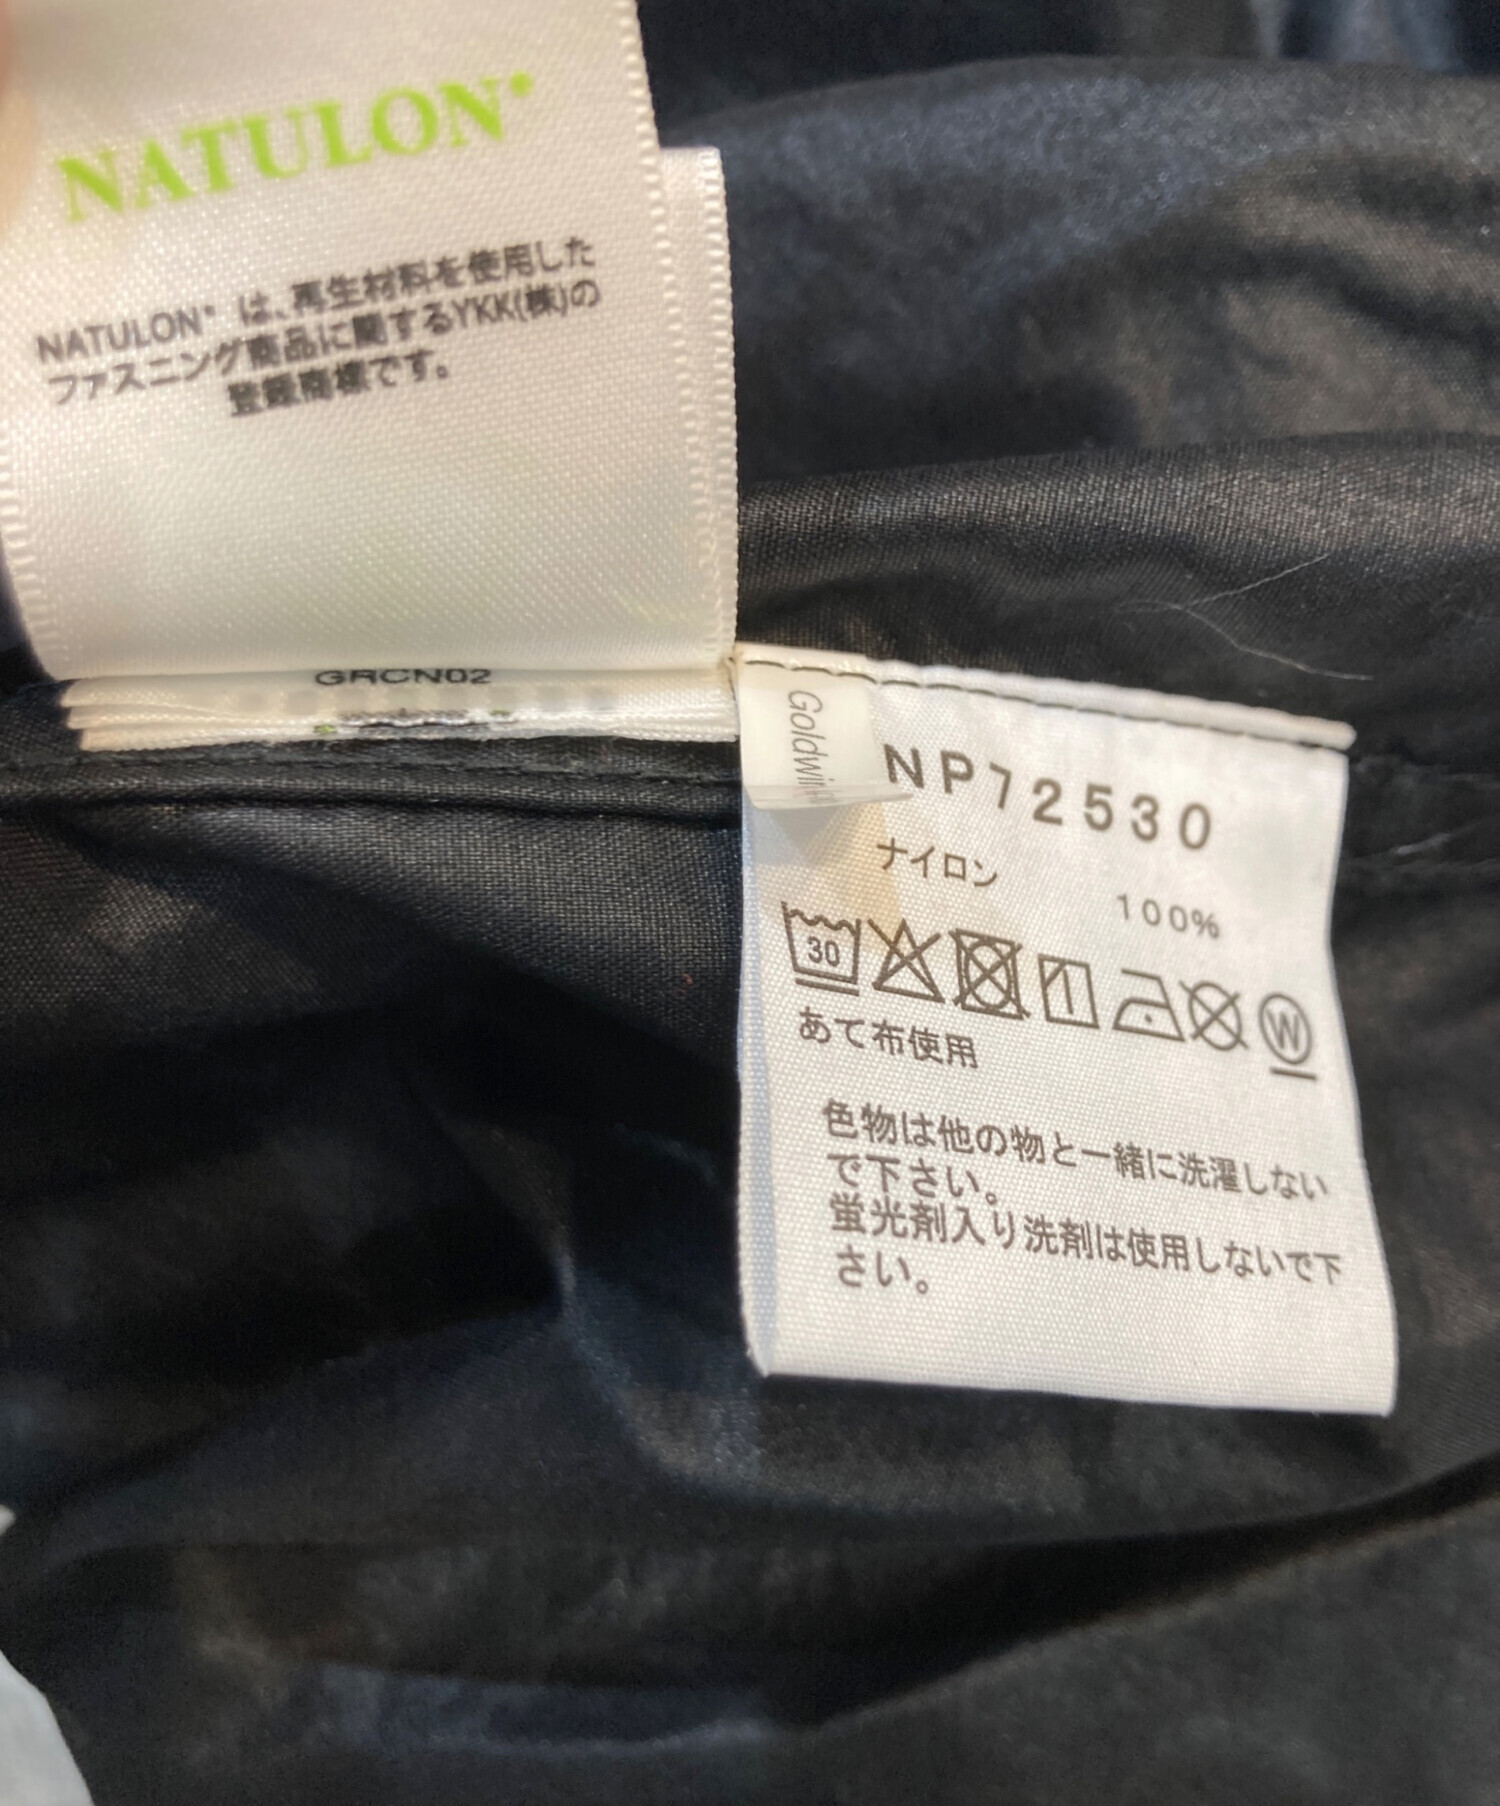 NATULON®
NATULON® は、再生材料を使用した
ファスニング商品に関するYKK(株)の
登録商標です。
GRCN02
Goldwin
NP72530
ナイロン
100%
30
W
あて布使用
色物は他の物と一緒に洗濯しない
で下さい。
蛍光剤入り洗剤は使用しないで下
さい。